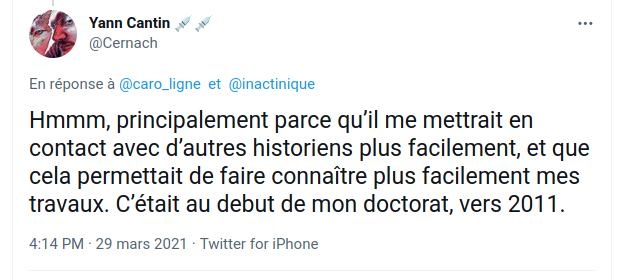 Yann Cantin 💉 💉
@Cernach
En réponse à @caro_ligne et @inactinique
Hmmm, principalement parce qu’il me mettrait en
contact avec d’autres historiens plus facilement, et que
cela permettait de faire connaître plus facilement mes
travaux. C’était au debut de mon doctorat, vers 2011.
4:14 PM · 29 mars 2021 · Twitter for iPhone